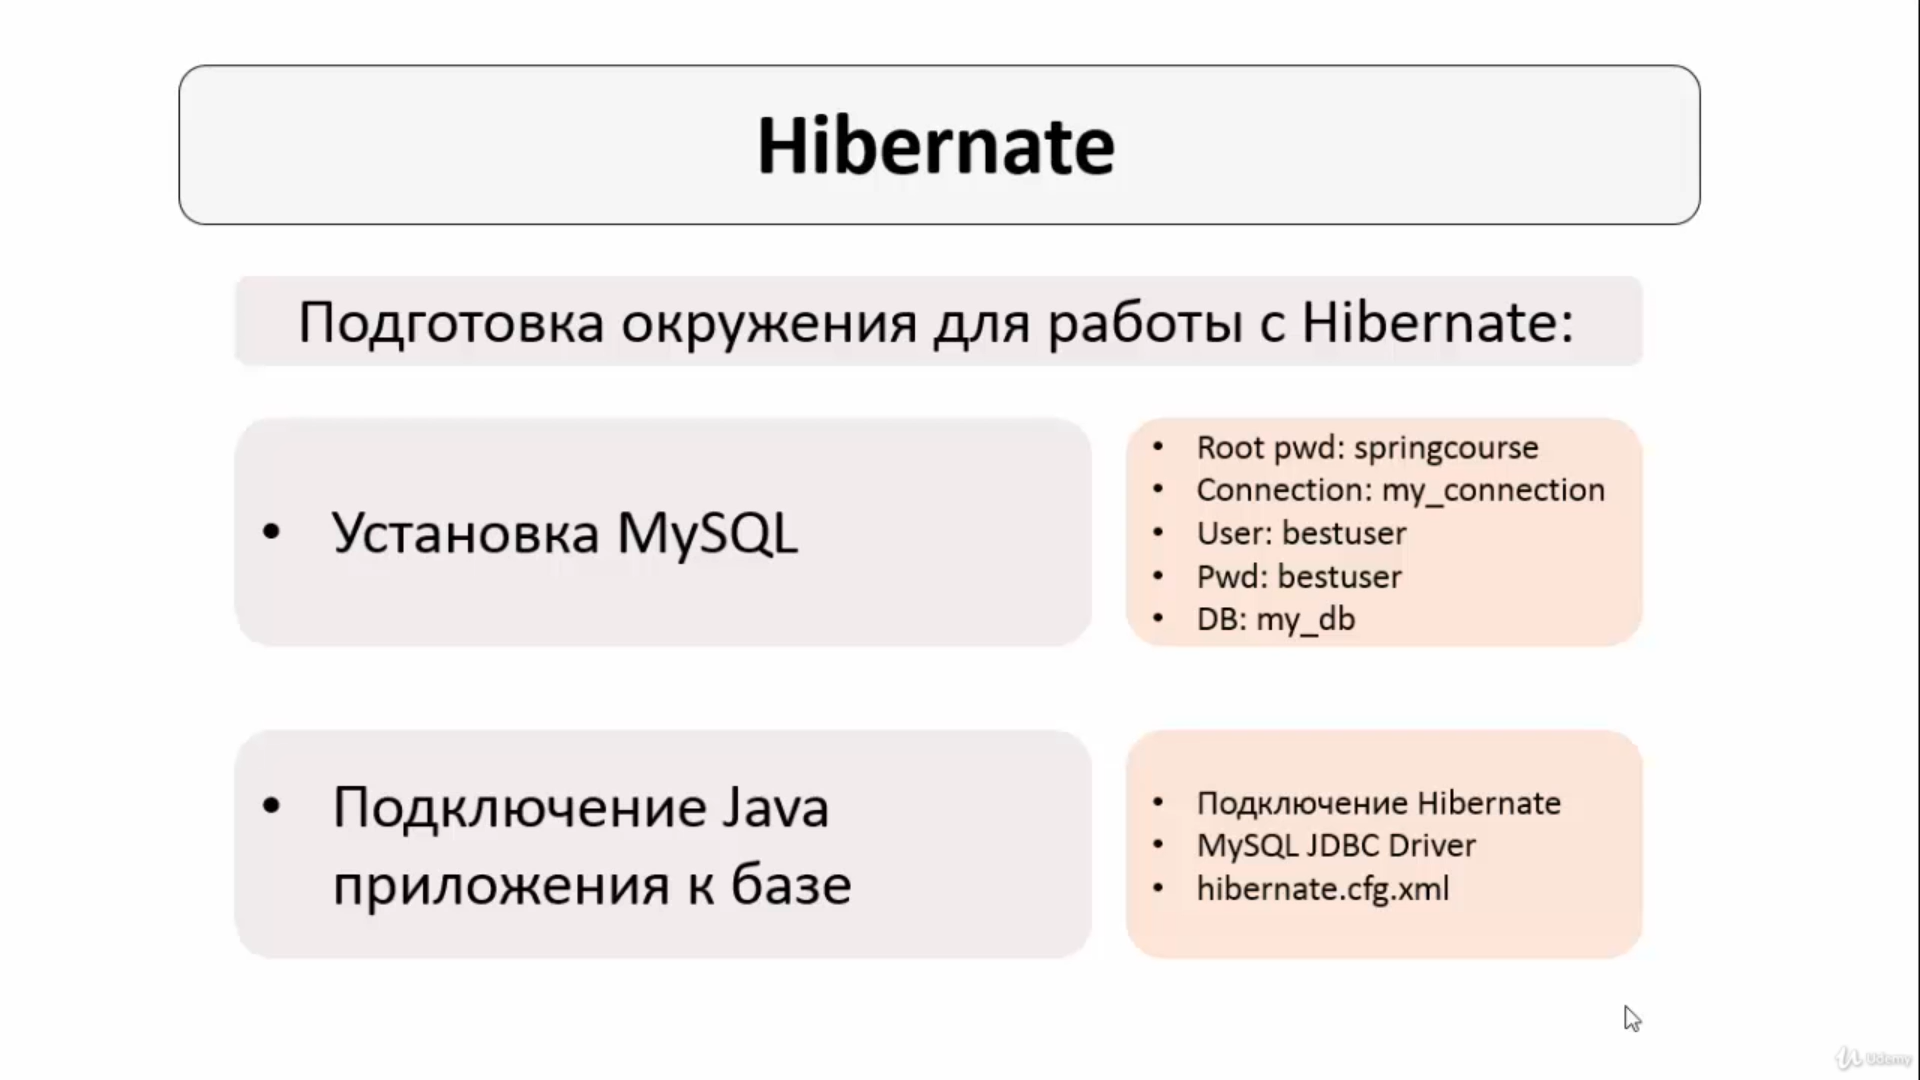 Hibernate
Подготовка окружения для работы с Hibernate:
• Установка MySQL
• Root pwd: springcourse
• Connection: my_connection
• User: bestuser
• Pwd: bestuser
• DB: my_db
• Подключение Java
приложения к базе
• Подключение Hibernate
• MySQL JDBC Driver
• hibernate.cfg.xml
Udemy